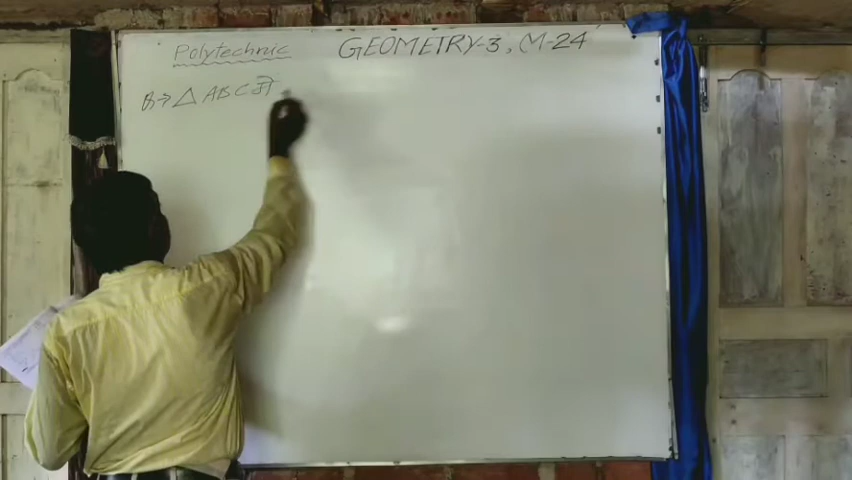 Polytechnic
GEOMETRY-3, M-24
△ ABC की